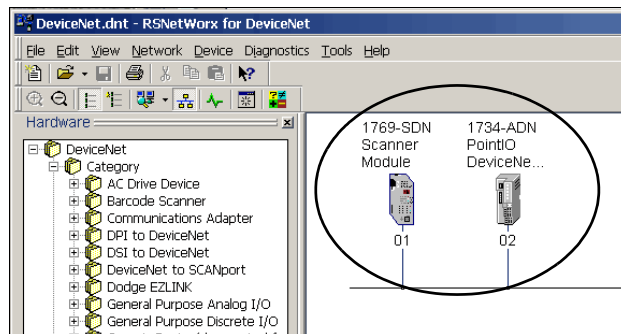 DeviceNet.dnt - RSNetWorx for DeviceNet
File Edit View Network Device Diagnostics Tools Help
Hardware
DeviceNet
Category
AC Drive Device
Barcode Scanner
Communications Adapter
DPI to DeviceNet
DSI to DeviceNet
DeviceNet to SCANport
Dodge EZLINK
General Purpose Analog I/O
General Purpose Discrete I/O
1769-SDN
Scanner
Module
01
1734-ADN
PointIO
DeviceNe...
02